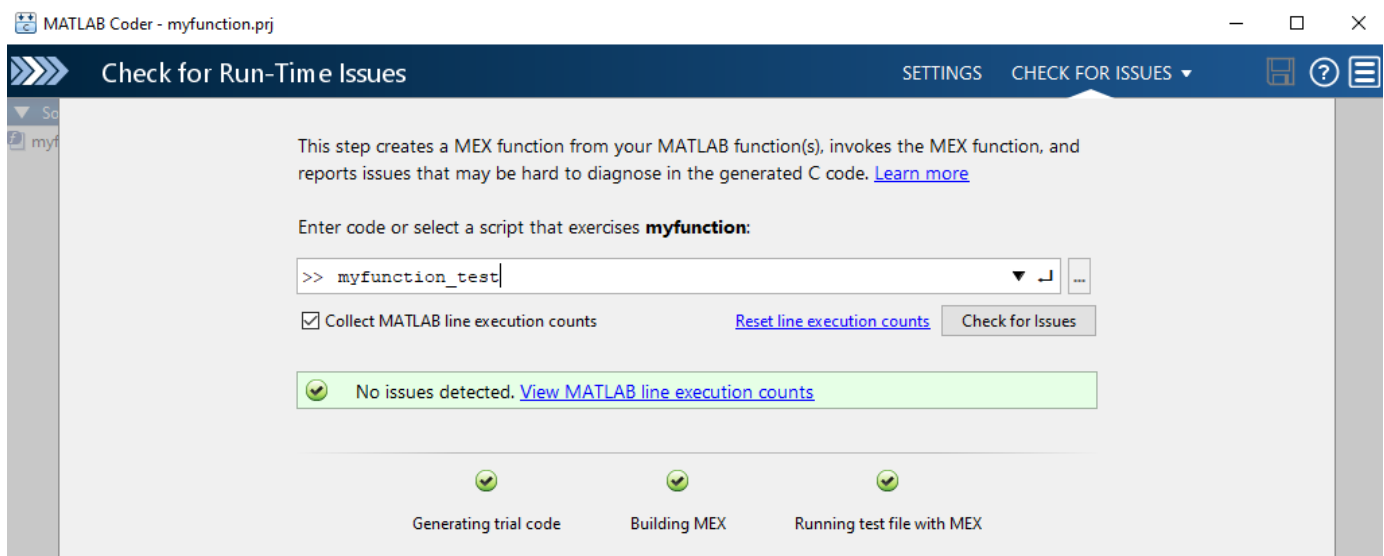 MATLAB Coder - myfunction.prj
Check for Run-Time Issues
SETTINGS
CHECK FOR ISSUES
This step creates a MEX function from your MATLAB function(s), invokes the MEX function, and
reports issues that may be hard to diagnose in the generated C code. Learn more
Enter code or select a script that exercises myfunction:
>> myfunction_test
...
Collect MATLAB line execution counts
Reset line execution counts
Check for Issues
No issues detected. View MATLAB line execution counts
Generating trial code
Building MEX
Running test file with MEX